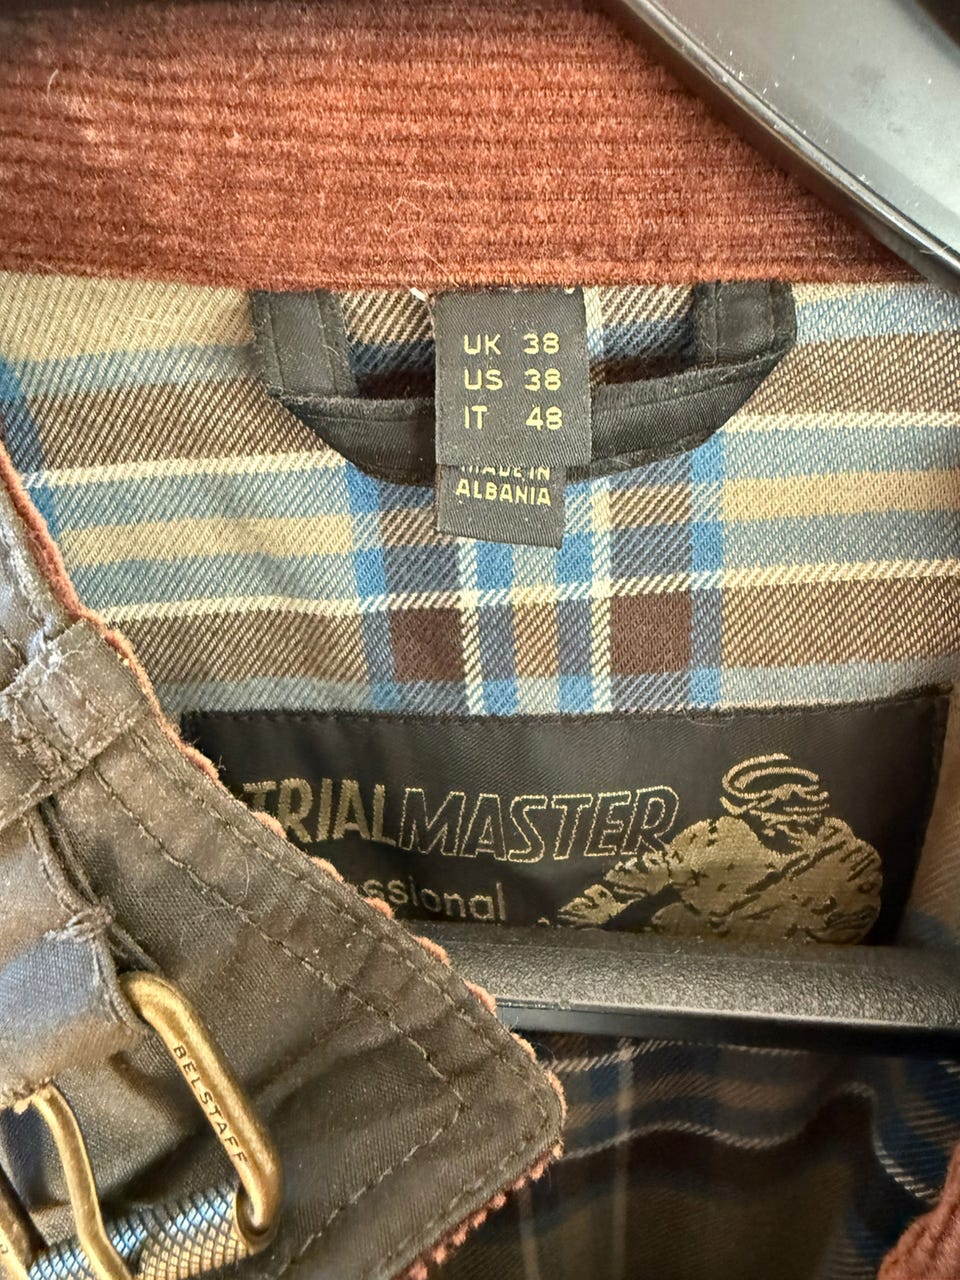 UK 38
US 38
IT 48
MADE IN
ALBANIA
TRIALMASTER
ssional
BELSTAFF